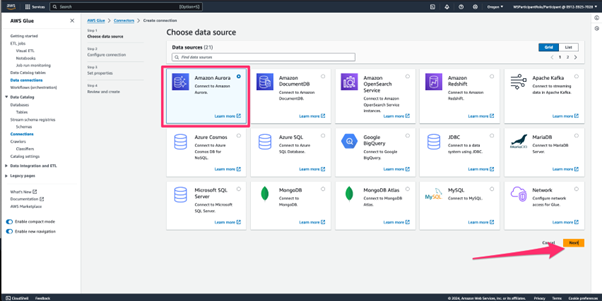 aws
Services
Search
[Option+S]
Oregon
WSParticipantRole/Participant @ 0913-3925-7928
AWS Glue
AWS Glue > Connections > Create connection
Getting started
ETL jobs
Visual ETL
Notebooks
Job run monitoring
Data Catalog tables
Data connections
Workflows (orchestration)
Data Catalog
Databases
Tables
Stream schema registries
Schemas
Connections
Crawlers
Classifiers
Catalog settings
Data Integration and ETL
Legacy pages
What's New
Documentation
AWS Marketplace
Enable compact mode
Enable new navigation
Step 1
Choose data source
Step 2
Configure connection
Step 3
Set properties
Step 4
Review and create
Choose data source
Data sources (21)
Grid
List
Find data sources
1
2
Amazon Aurora
Connect to Amazon
Aurora.
Learn more
Amazon
DocumentDB
Connect to Amazon
DocumentDB.
Learn more
Amazon
OpenSearch
Service
Connect to Amazon
OpenSearch Service
Instances.
Learn more
Amazon
Redshift
Connect to Amazon
Redshift.
Learn more
Apache Kafka
Connect to streaming
data in Amazon Kafka.
Learn more
Azure Cosmos
Connect to Azure
Cosmos DB for
NoSQL.
Learn more
Azure SQL
Connect to Azure
SQL Database.
Learn more
Google
BigQuery
Connect to Google
BigQuery.
Learn more
JDBC
Connect to a data
system using JDBC.
Learn more
MariaDB
Connect to MariaDB
Server.
Learn more
Microsoft SQL
Server
Connect to Microsoft
SQL Server.
Learn more
MongoDB
Connect to
MongoDB.
Learn more
MongoDB Atlas
Connect to MongoDB
Atlas.
Learn more
MySQL
MySQL
Connect to MySQL.
Learn more
Network
Configure network
access for Glue.
Learn more
Cancel
Next
CloudShell
Feedback
© 2024, Amazon Web Services, Inc. or its affiliates.
Privacy
Terms
Cookie preferences